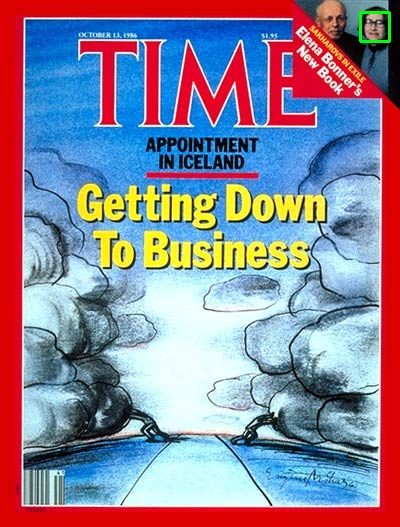 OCTOBER 13, 1986
$1.95
TIME
SAKHAROVS IN EXILE
Elena Bonner's
New Book
APPOINTMENT
IN ICELAND
Getting Down
To Business